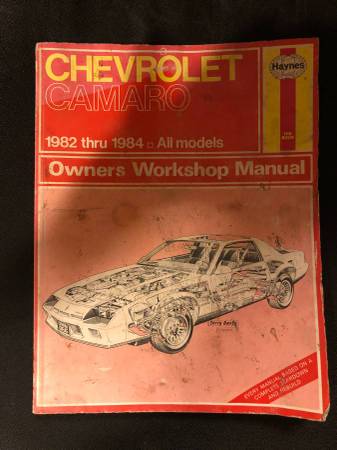 CHEVROLET
CAMARO
Haynes
1982 thru 1984 □ All models
Owners Workshop Manual
EVERY MANUAL BASED ON A
COMPLETE TEARDOWN
AND REBUILD